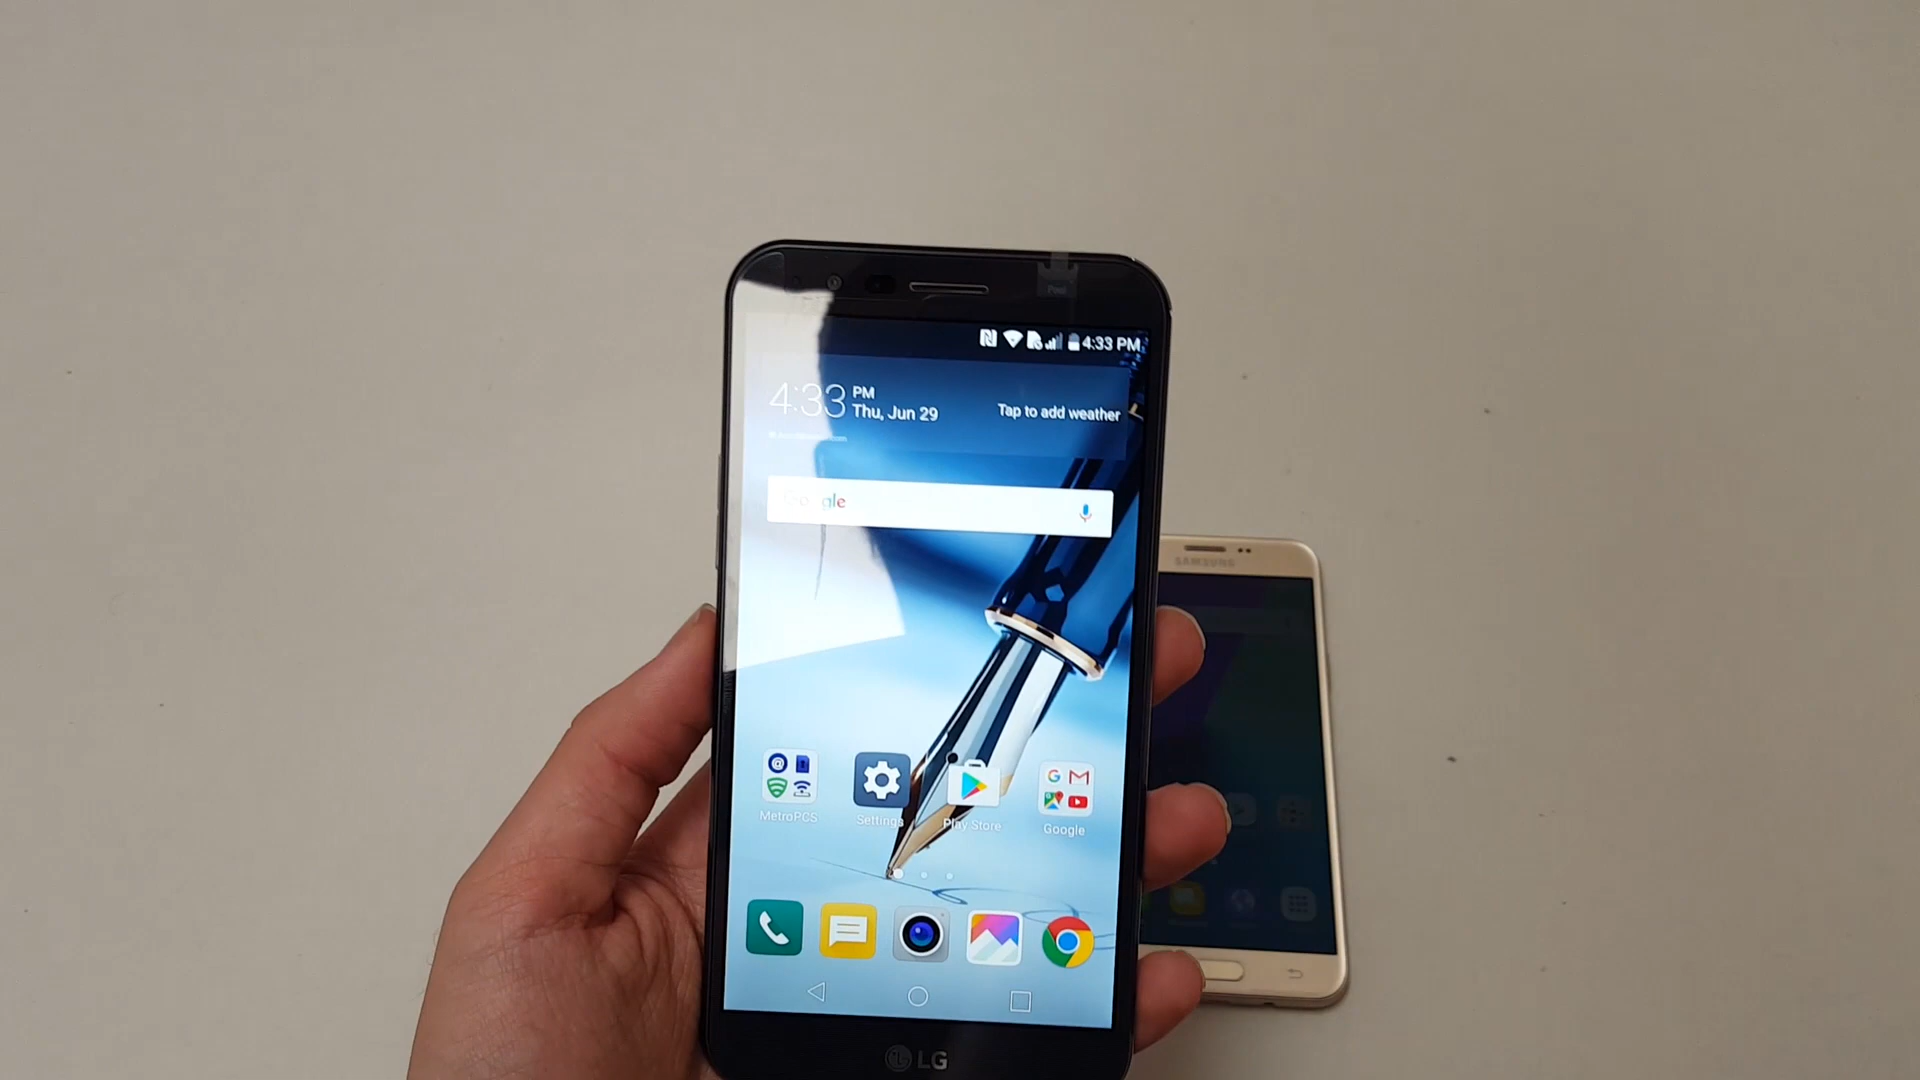 Peel
4:33 PM
4:33 PM
Thu, Jun 29
Tap to add weather
Google
SAMSUNG
MetroPCS
Settings
Play Store
Google
LG